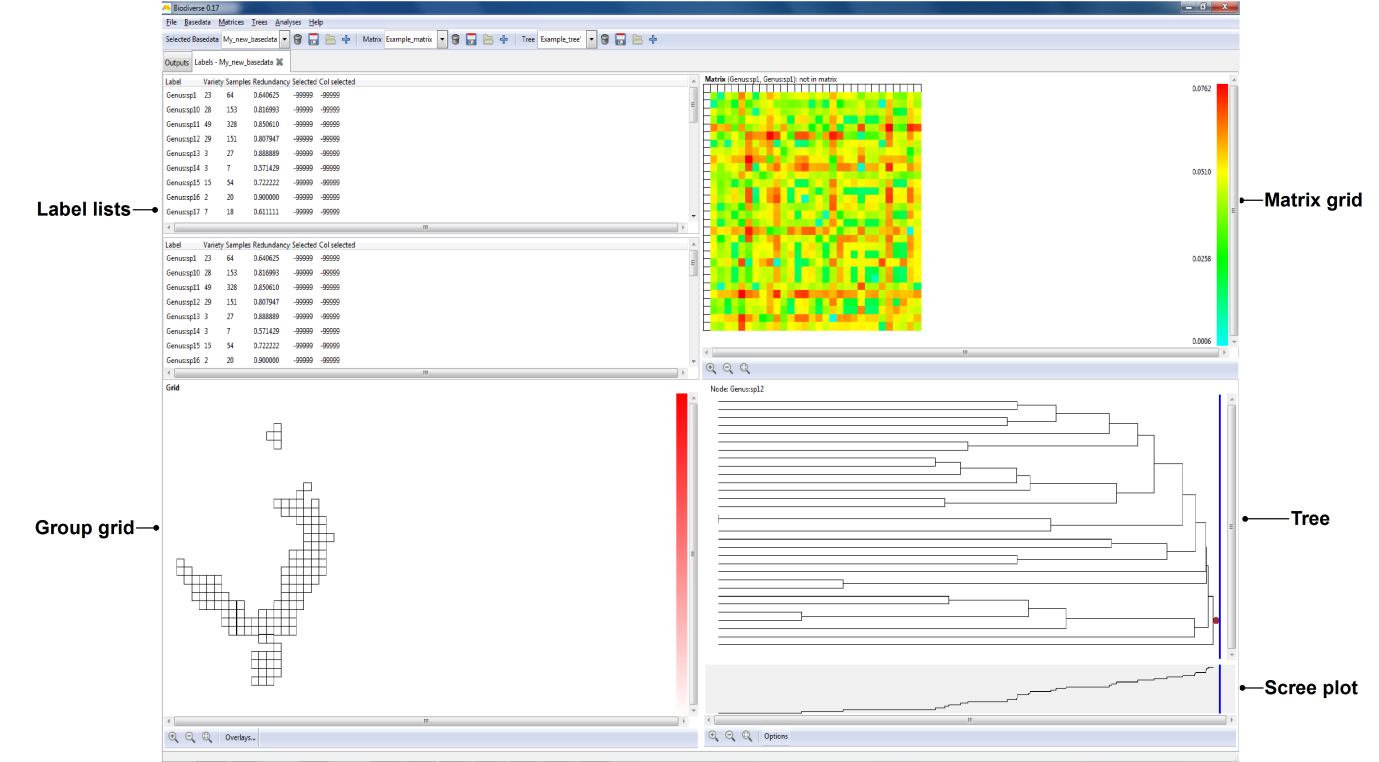 Biodiverse 0.17
File Basedata Matrices Trees Analyses Help
Selected Basedata My_new_basedata Matrix Example_matrix Tree 'Example_tree'
Outputs Labels - My_new_basedata
Label Variety Samples Redundancy Selected Col selected
Genus:sp1 23 64 0.640625 -99999 -99999
Genus:sp10 28 153 0.816993 -99999 -99999
Genus:sp11 49 328 0.850610 -99999 -99999
Genus:sp12 29 151 0.807947 -99999 -99999
Genus:sp13 3 27 0.888889 -99999 -99999
Genus:sp14 3 7 0.571429 -99999 -99999
Genus:sp15 15 54 0.722222 -99999 -99999
Genus:sp16 2 20 0.900000 -99999 -99999
Genus:sp17 7 18 0.611111 -99999 -99999
Label lists
Label Variety Samples Redundancy Selected Col selected
Genus:sp1 23 64 0.640625 -99999 -99999
Genus:sp10 28 153 0.816993 -99999 -99999
Genus:sp11 49 328 0.850610 -99999 -99999
Genus:sp12 29 151 0.807947 -99999 -99999
Genus:sp13 3 27 0.888889 -99999 -99999
Genus:sp14 3 7 0.571429 -99999 -99999
Genus:sp15 15 54 0.722222 -99999 -99999
Genus:sp16 2 20 0.900000 -99999 -99999
Matrix (Genus:sp1, Genus:sp1): not in matrix
0.0762
0.0510
0.0258
0.0006
Matrix grid
Grid
Group grid
Overlays...
Node: Genus:sp12
Tree
Scree plot
Options